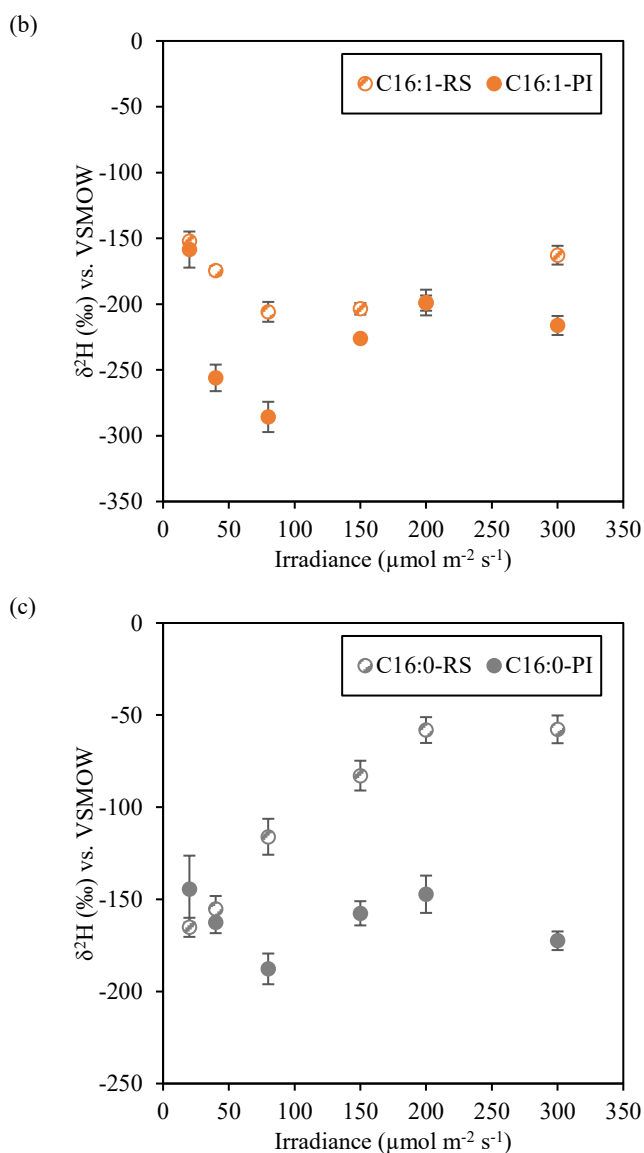 (b)
0
-50
-100
-150
-200
-250
-300
-350
δ²H (‰) vs. VSMOW
C16:1-RS C16:1-PI
0 50 100 150 200 250 300 350
Irradiance (µmol m⁻² s⁻¹)
(c)
0
-50
-100
-150
-200
-250
δ²H (‰) vs. VSMOW
C16:0-RS C16:0-PI
0 50 100 150 200 250 300 350
Irradiance (µmol m⁻² s⁻¹)